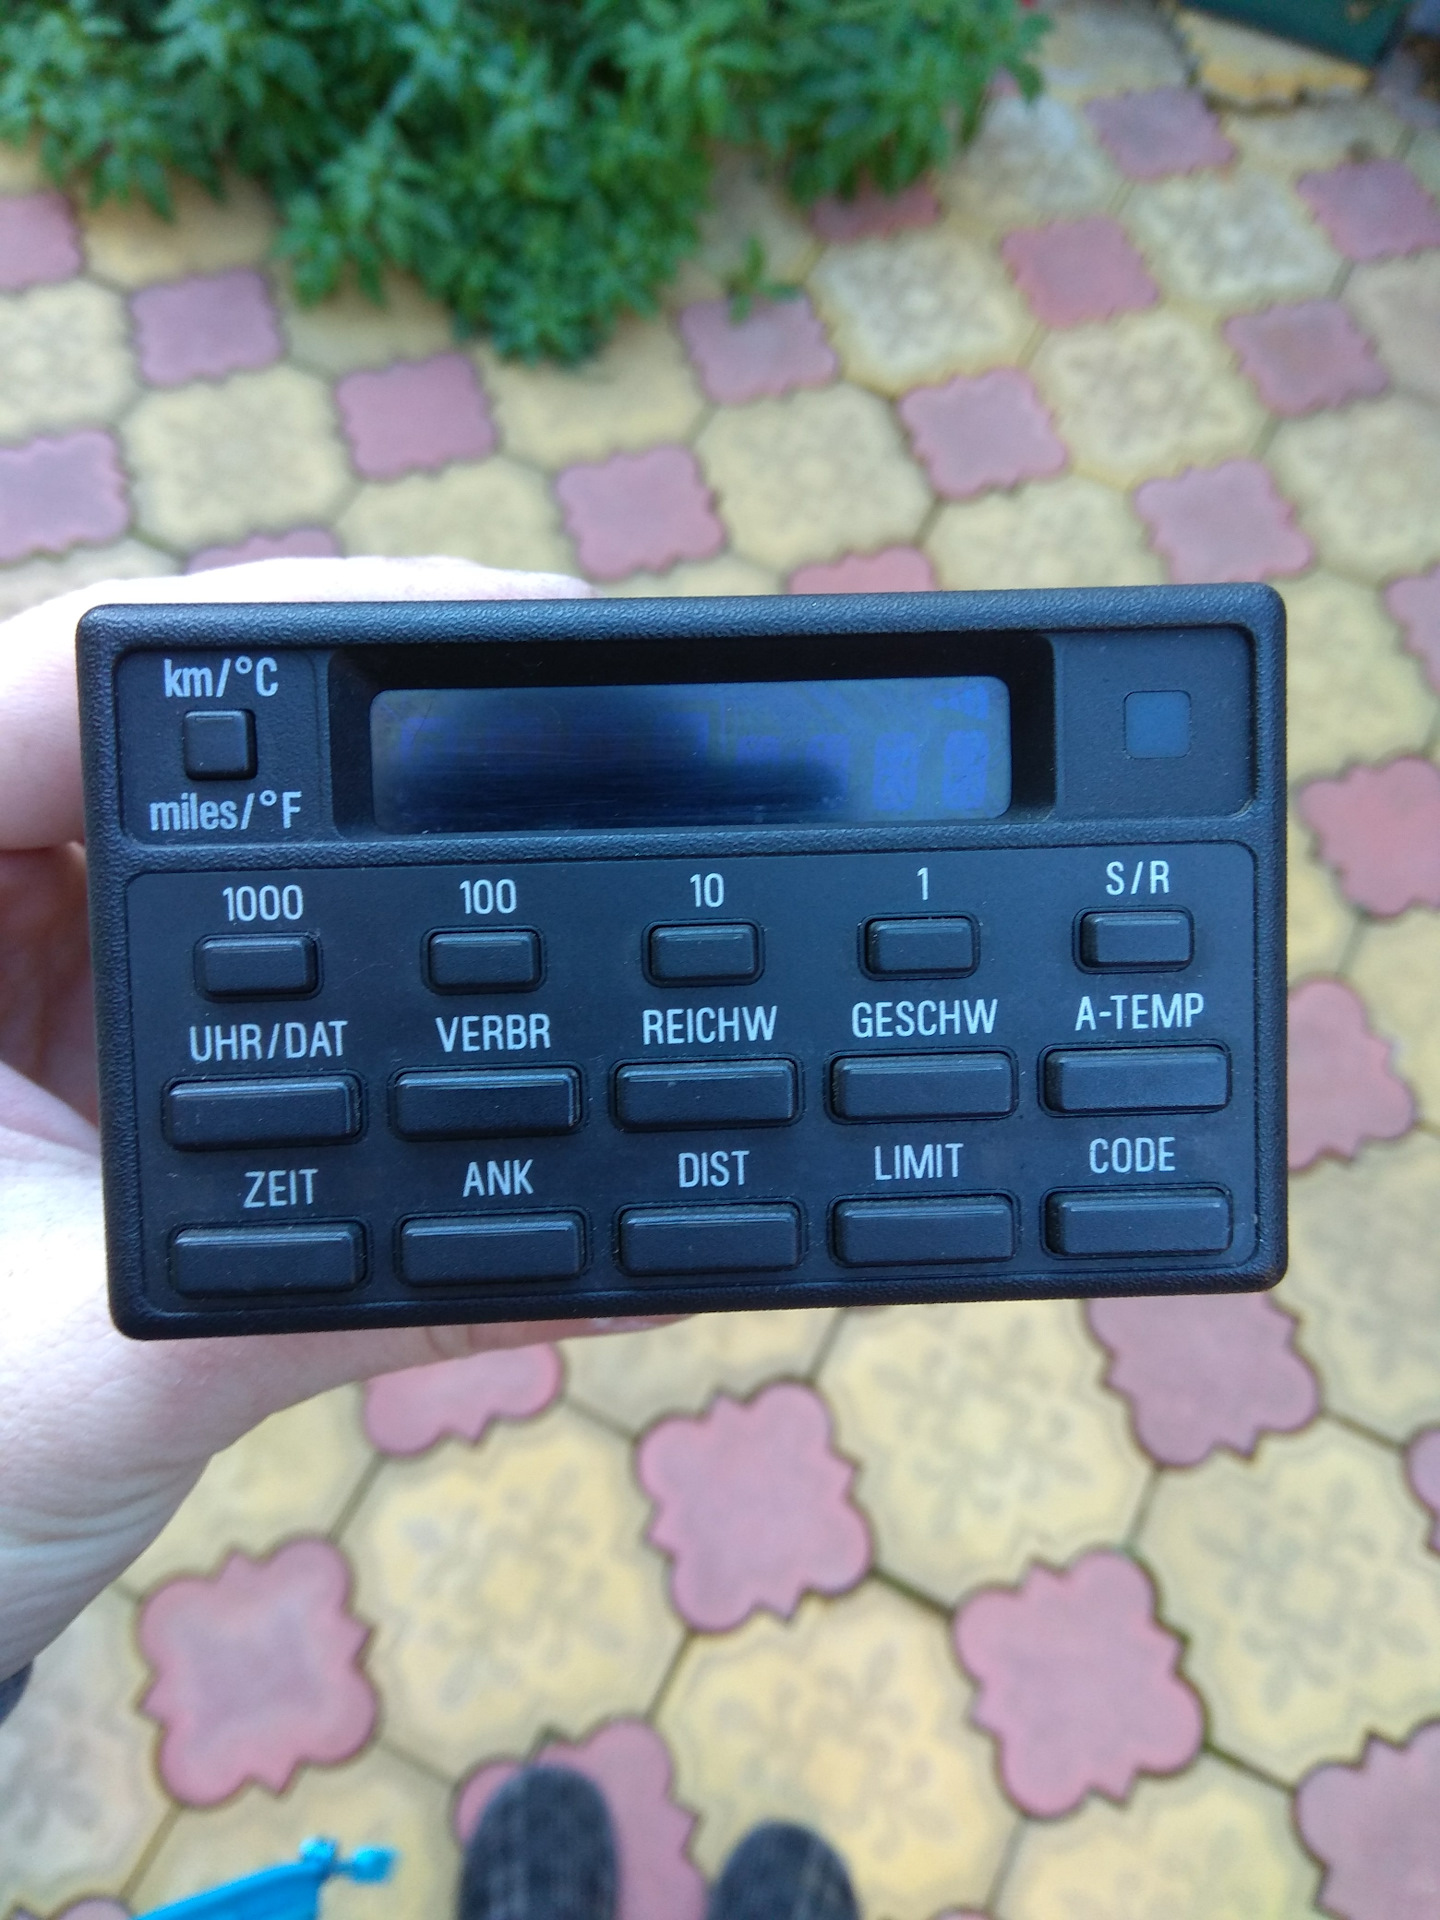 km/°C
miles/°F
1000 100 10 1 S/R
UHR/DAT VERBR REICHW GESCHW A-TEMP
ZEIT ANK DIST LIMIT CODE